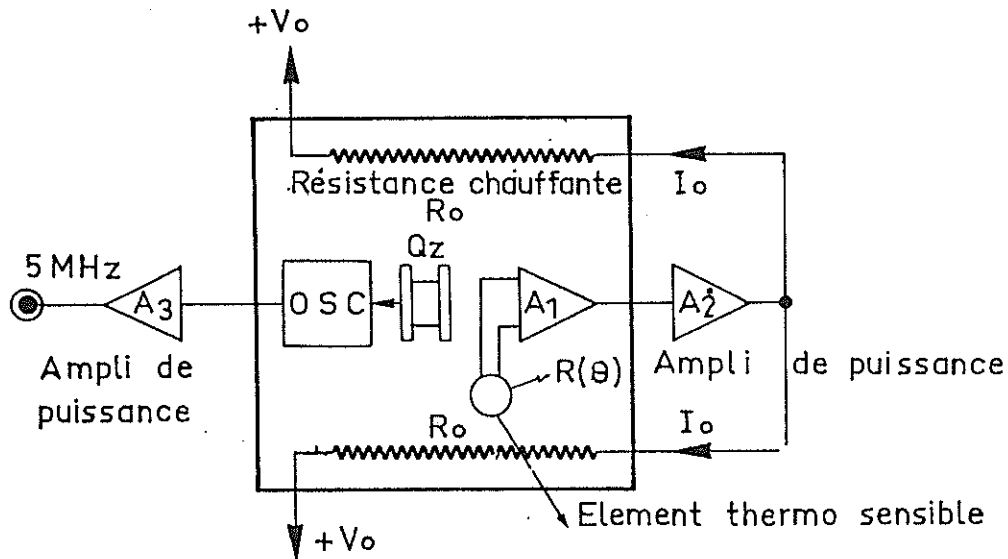 +Vo
Résistance chauffante
Io
Ro
Qz
5 MHz
A3
OSC
A1
A2
Ampli de
puissance
R(θ)
Ampli de puissance
Ro
Io
Element thermo sensible
+Vo